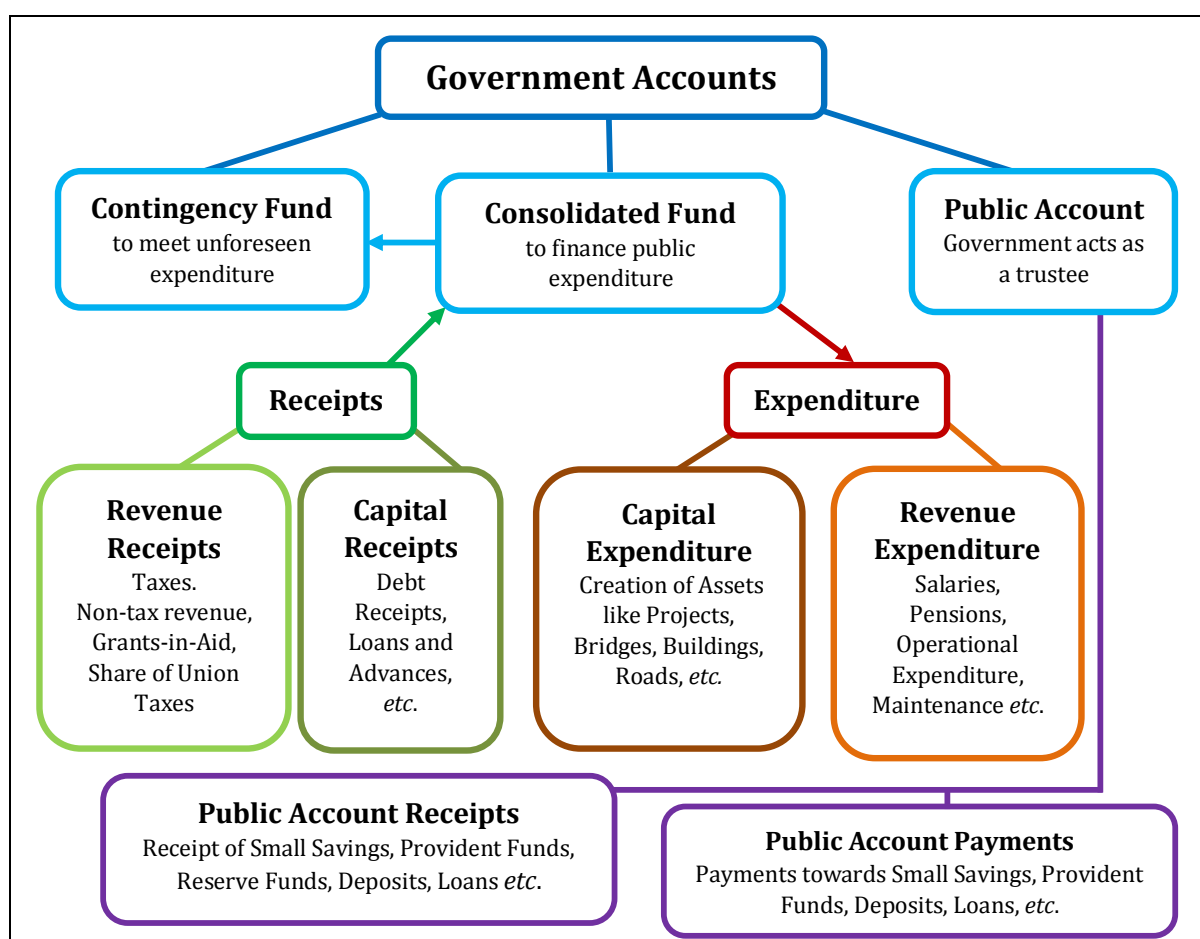 Government Accounts
Contingency Fund
to meet unforeseen
expenditure
Consolidated Fund
to finance public
expenditure
Public Account
Government acts as
a trustee
Receipts
Expenditure
Revenue
Receipts
Taxes.
Non-tax revenue,
Grants-in-Aid,
Share of Union
Taxes
Capital
Receipts
Debt
Receipts,
Loans and
Advances,
etc.
Capital
Expenditure
Creation of Assets
like Projects,
Bridges, Buildings,
Roads, etc.
Revenue
Expenditure
Salaries,
Pensions,
Operational
Expenditure,
Maintenance etc.
Public Account Receipts
Receipt of Small Savings, Provident Funds,
Reserve Funds, Deposits, Loans etc.
Public Account Payments
Payments towards Small Savings, Provident
Funds, Deposits, Loans, etc.